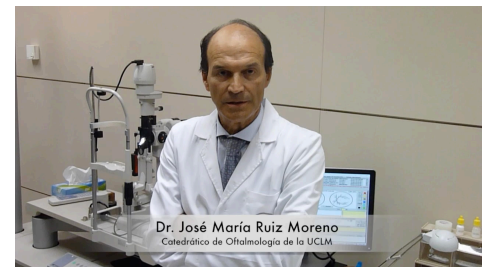 Dr. José María Ruiz Moreno
Catedrático de Oftalmología de la UCLM